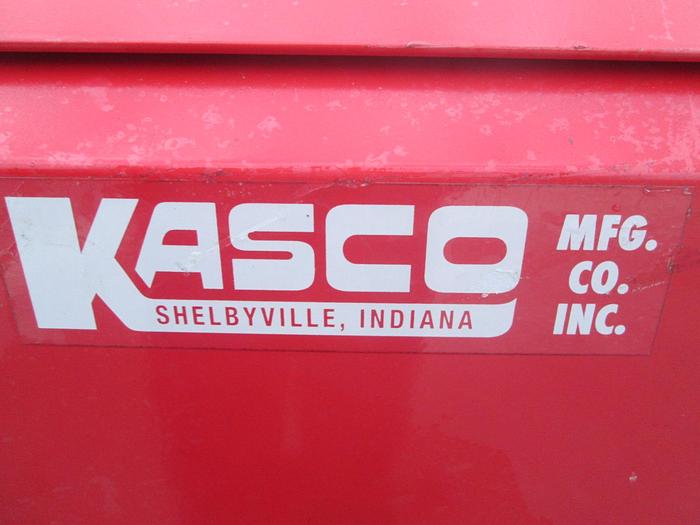 KASCO
SHELBYVILLE, INDIANA
MFG.
CO.
INC.